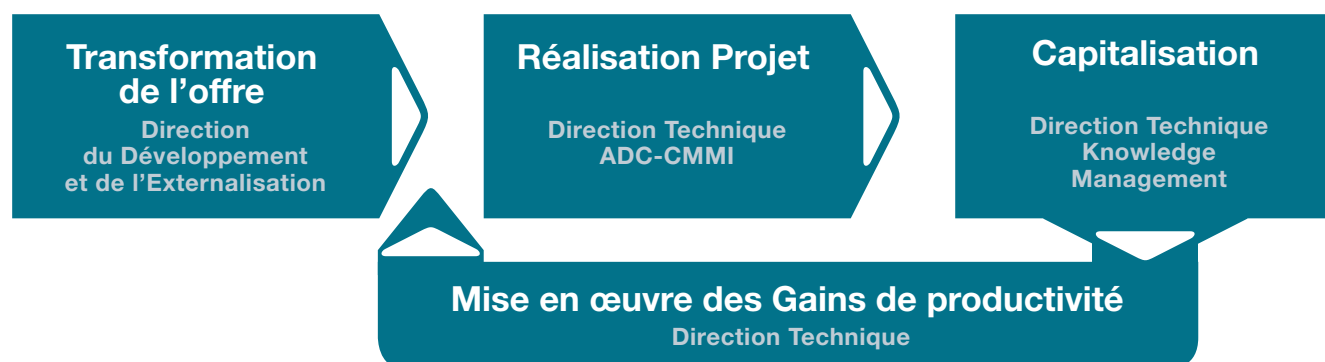 Transformation
de l’offre
Direction
du Développement
et de l’Externalisation
Réalisation Projet
Direction Technique
ADC-CMMI
Capitalisation
Direction Technique
Knowledge
Management
Mise en œuvre des Gains de productivité
Direction Technique